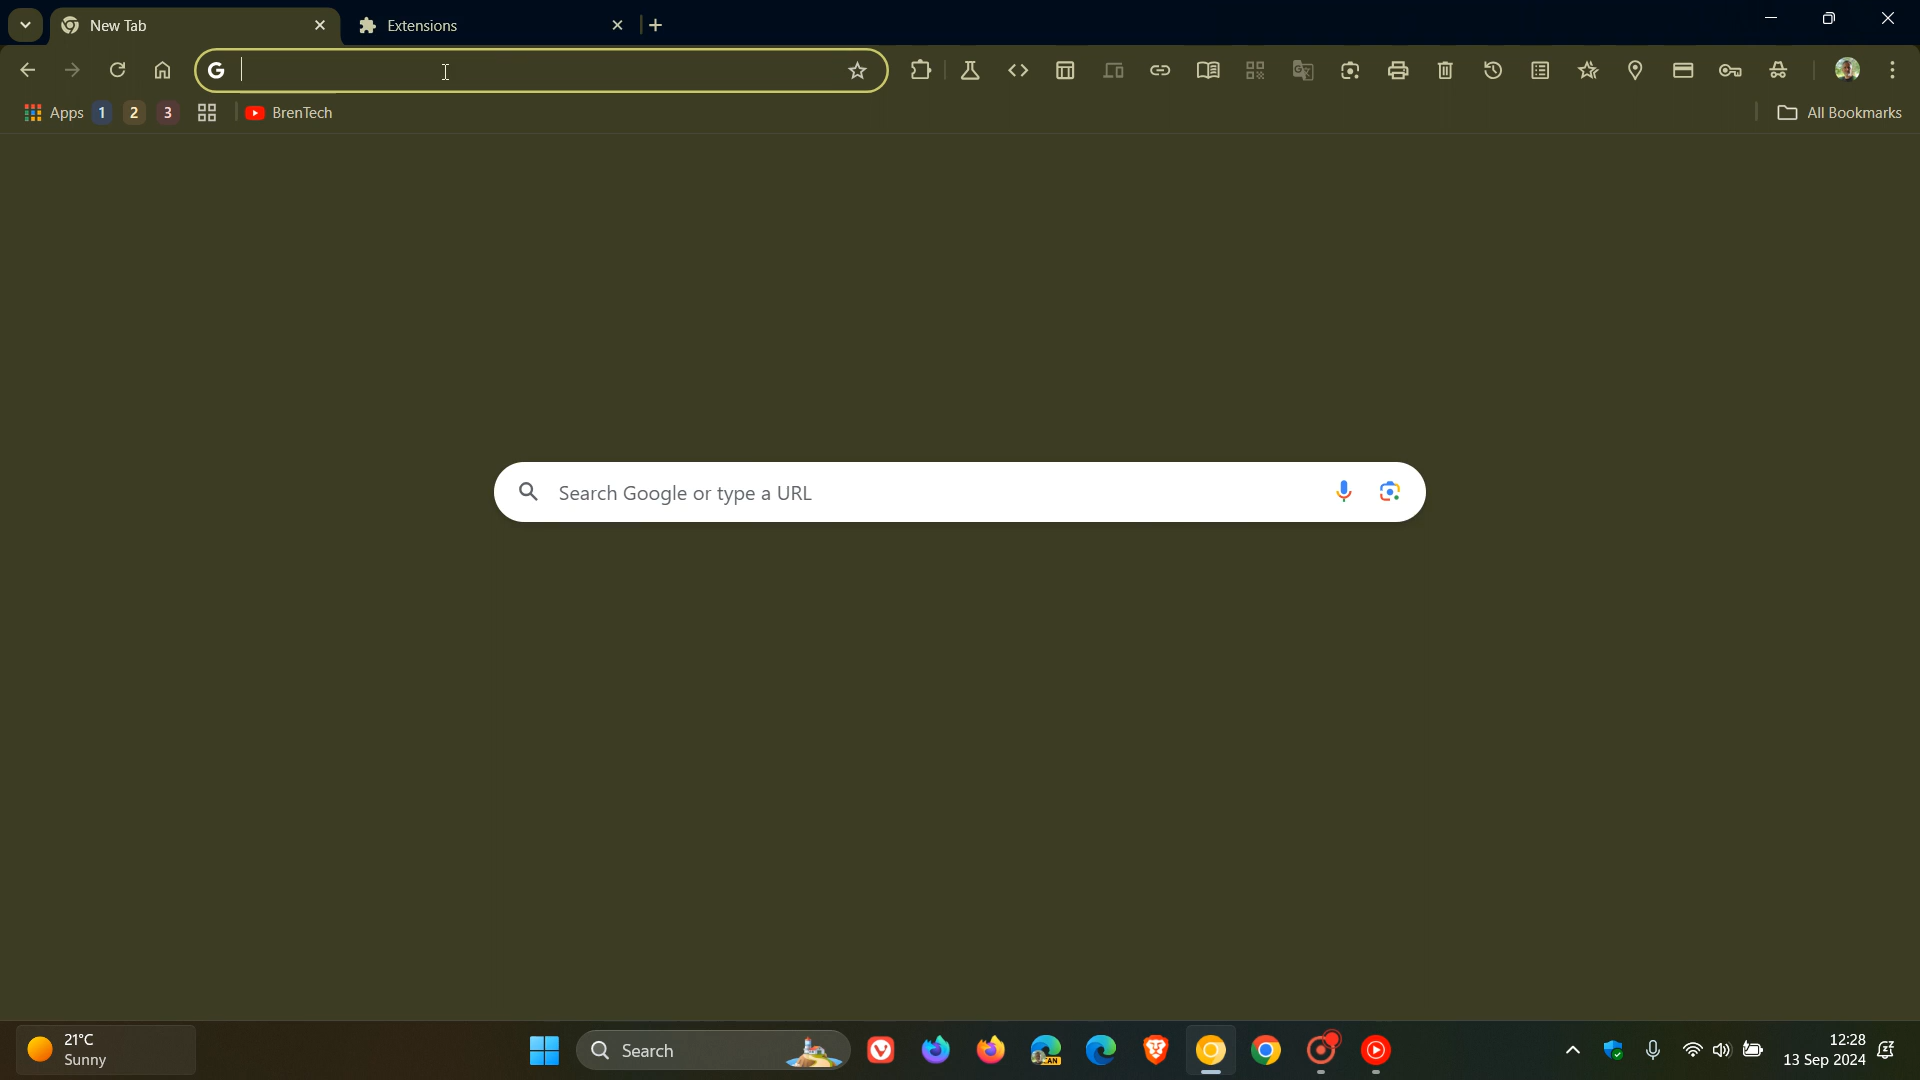 New Tab
Extensions
Apps 1 2 3
BrenTech
All Bookmarks
Search Google or type a URL
21°C
Sunny
Search
CAN
12:28
13 Sep 2024